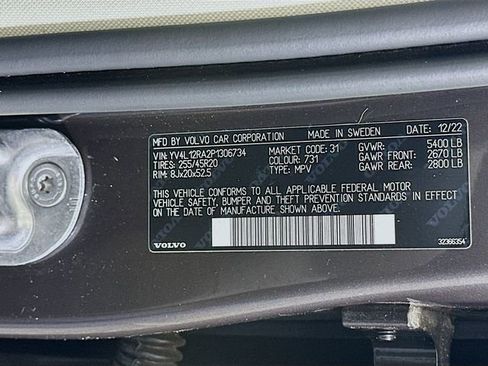 MFD BY VOLVO CAR CORPORATION MADE IN SWEDEN 12/22
VIN: YV4L12RA2P1306734 MARKET CODE: 31 GVWR: 5400 LB
TIRES: 255/45R20 COLOUR: 731 GAWR FRONT: 2670 LB
RIM: 8Jx20x52.5 TYPE: MPV GAWR REAR: 2800 LB
THIS VEHICLE CONFORMS TO ALL APPLICABLE FEDERAL MOTOR
VEHICLE SAFETY, BUMPER AND THEFT PREVENTION STANDARDS IN EFFECT
ON THE DATE OF MANUFACTURE SHOWN ABOVE.
VOLVO 32366354